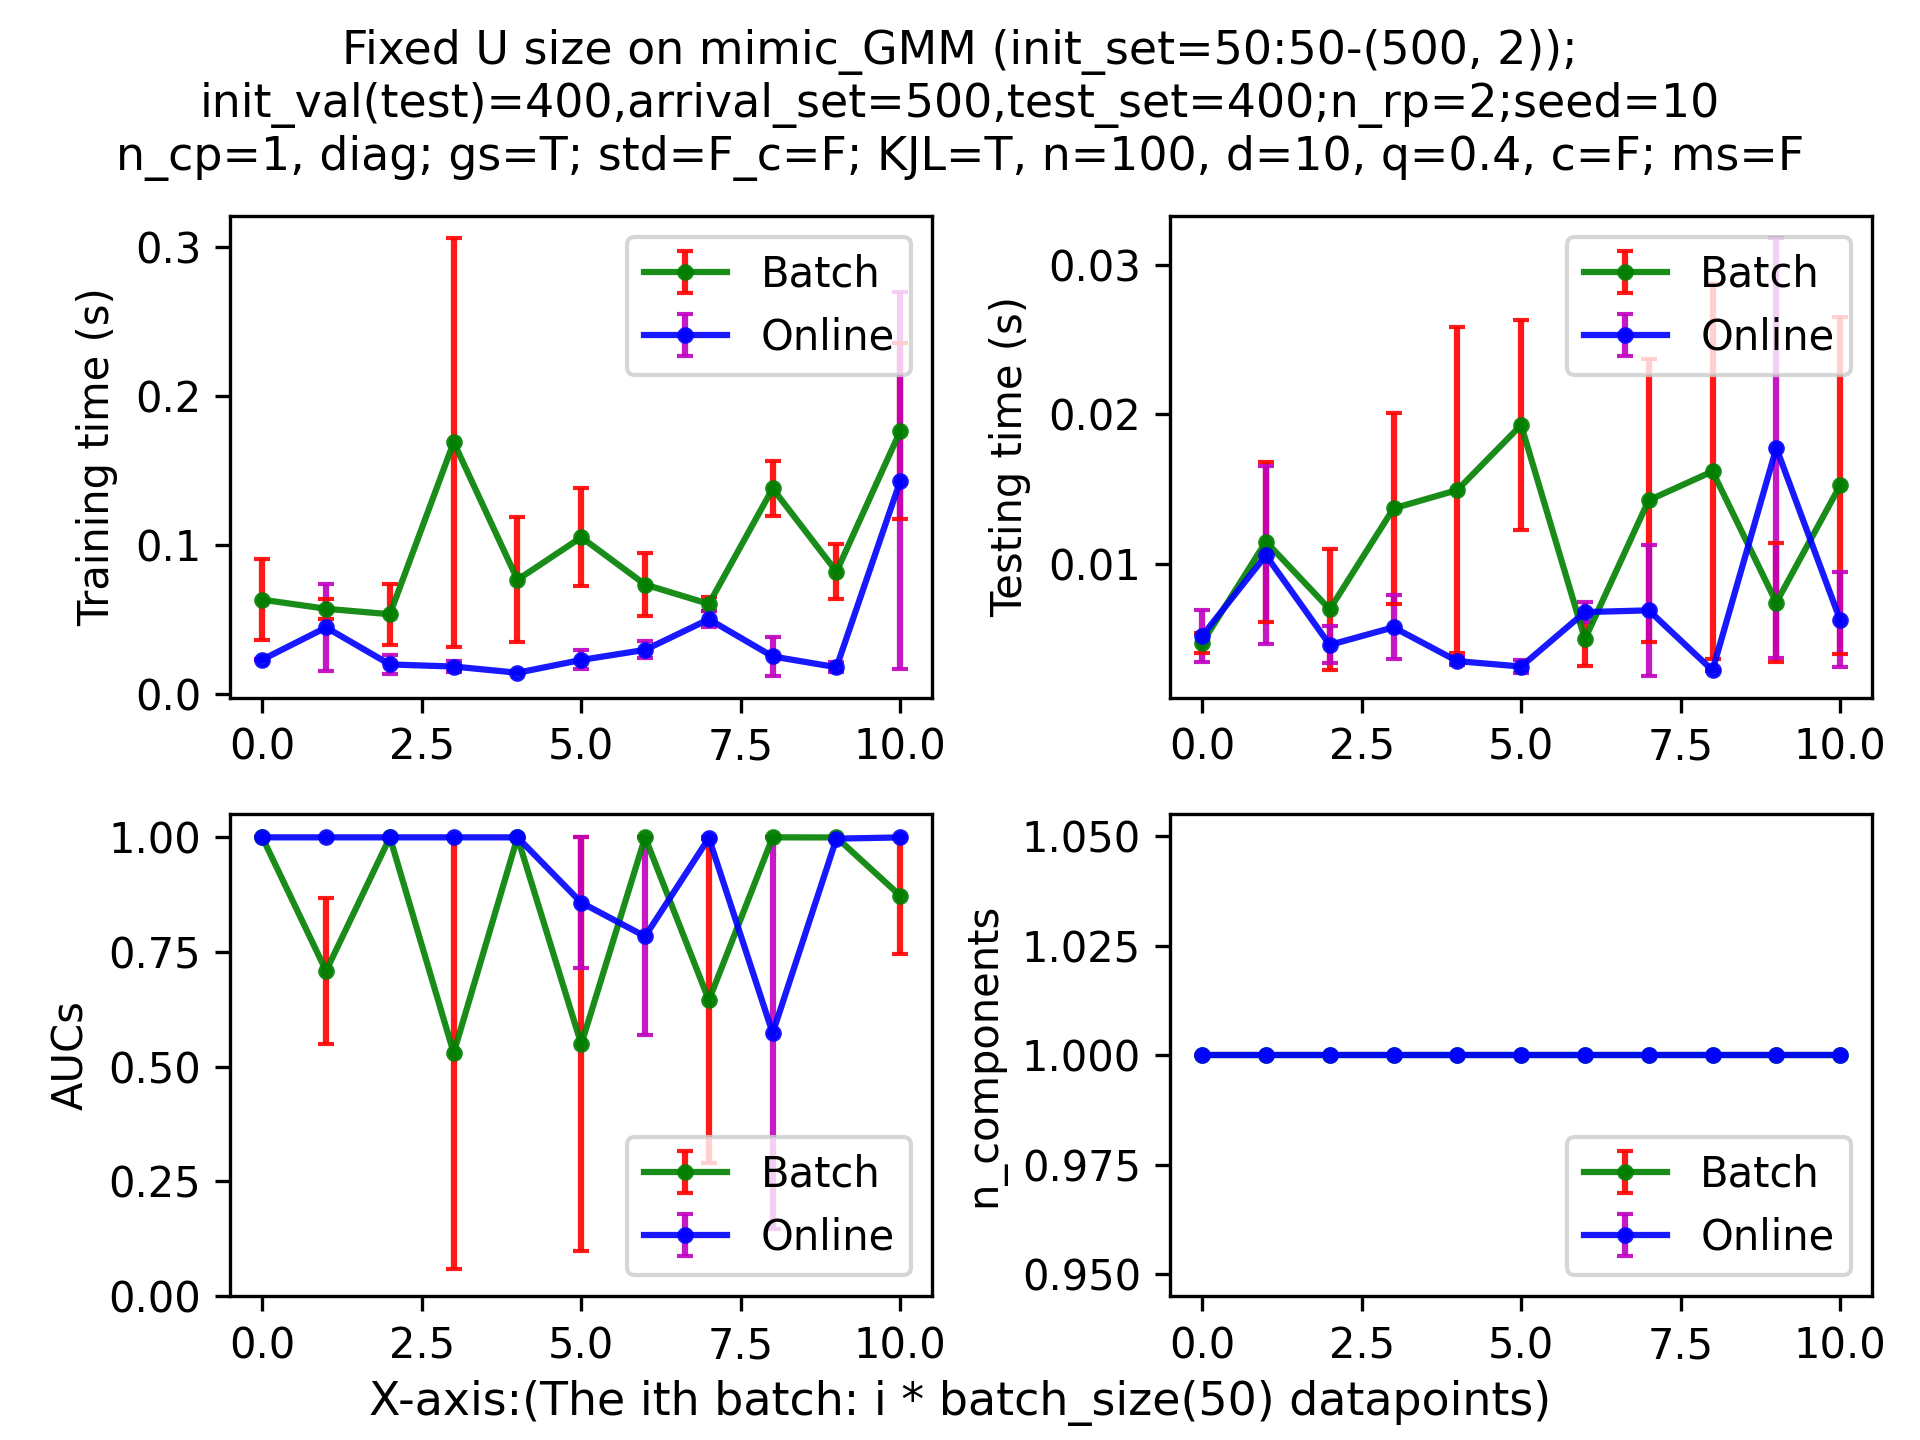 Fixed U size on mimic_GMM (init_set=50:50-(500, 2));
init_val(test)=400,arrival_set=500,test_set=400;n_rp=2;seed=10
n_cp=1, diag; gs=T; std=F_c=F; KJL=T, n=100, d=10, q=0.4, c=F; ms=F
Training time (s)
0.3
0.2
0.1
0.0
0.0 2.5 5.0 7.5 10.0
Batch
Online
Testing time (s)
0.03
0.02
0.01
0.0 2.5 5.0 7.5 10.0
Batch
Online
AUCs
1.00
0.75
0.50
0.25
0.00
0.0 2.5 5.0 7.5 10.0
Batch
Online
n_components
1.050
1.025
1.000
0.975
0.950
0.0 2.5 5.0 7.5 10.0
Batch
Online
X-axis:(The ith batch: i * batch_size(50) datapoints)